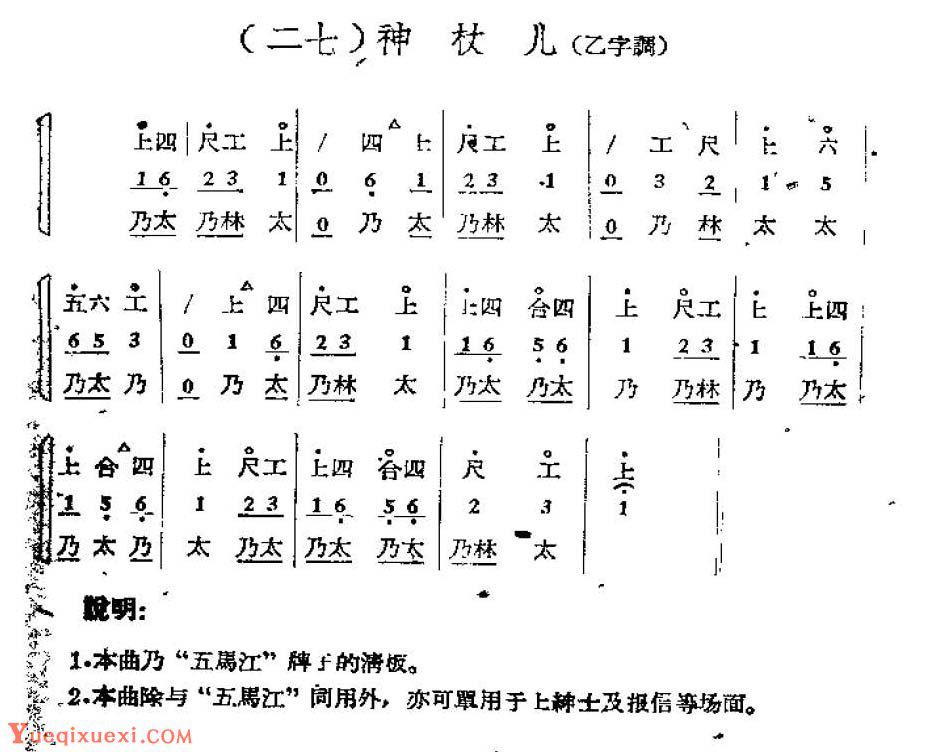 （二七）神 杖 儿（乙字調）
上四 尺工 上 / 四 上 尺工 上 / 工 尺 上 六
1 6 2 3 1 0 6 1 2 3 1 0 3 2 1 5
乃太 乃林 太 0 乃 太 乃林 太 0 乃 林 太 太
五六 工 / 上 四 尺工 上 上四 合四 上 尺工 上 上四
6 5 3 0 1 6 2 3 1 1 6 5 6 1 2 3 1 1 6
乃太 乃 0 乃 太 乃林 太 乃太 乃太 乃 乃林 乃 乃太
上 合 四 上 尺工 上四 合四 尺 工 上
1 5 6 1 2 3 1 6 5 6 2 3 1
乃 太 乃 太 乃太 乃太 乃太 乃林 太
說明：
1.本曲乃“五馬江”牌子的清板。
2.本曲除与“五馬江”同用外，亦可單用于上紳士及报信等场面。
Yueqixuexi.com